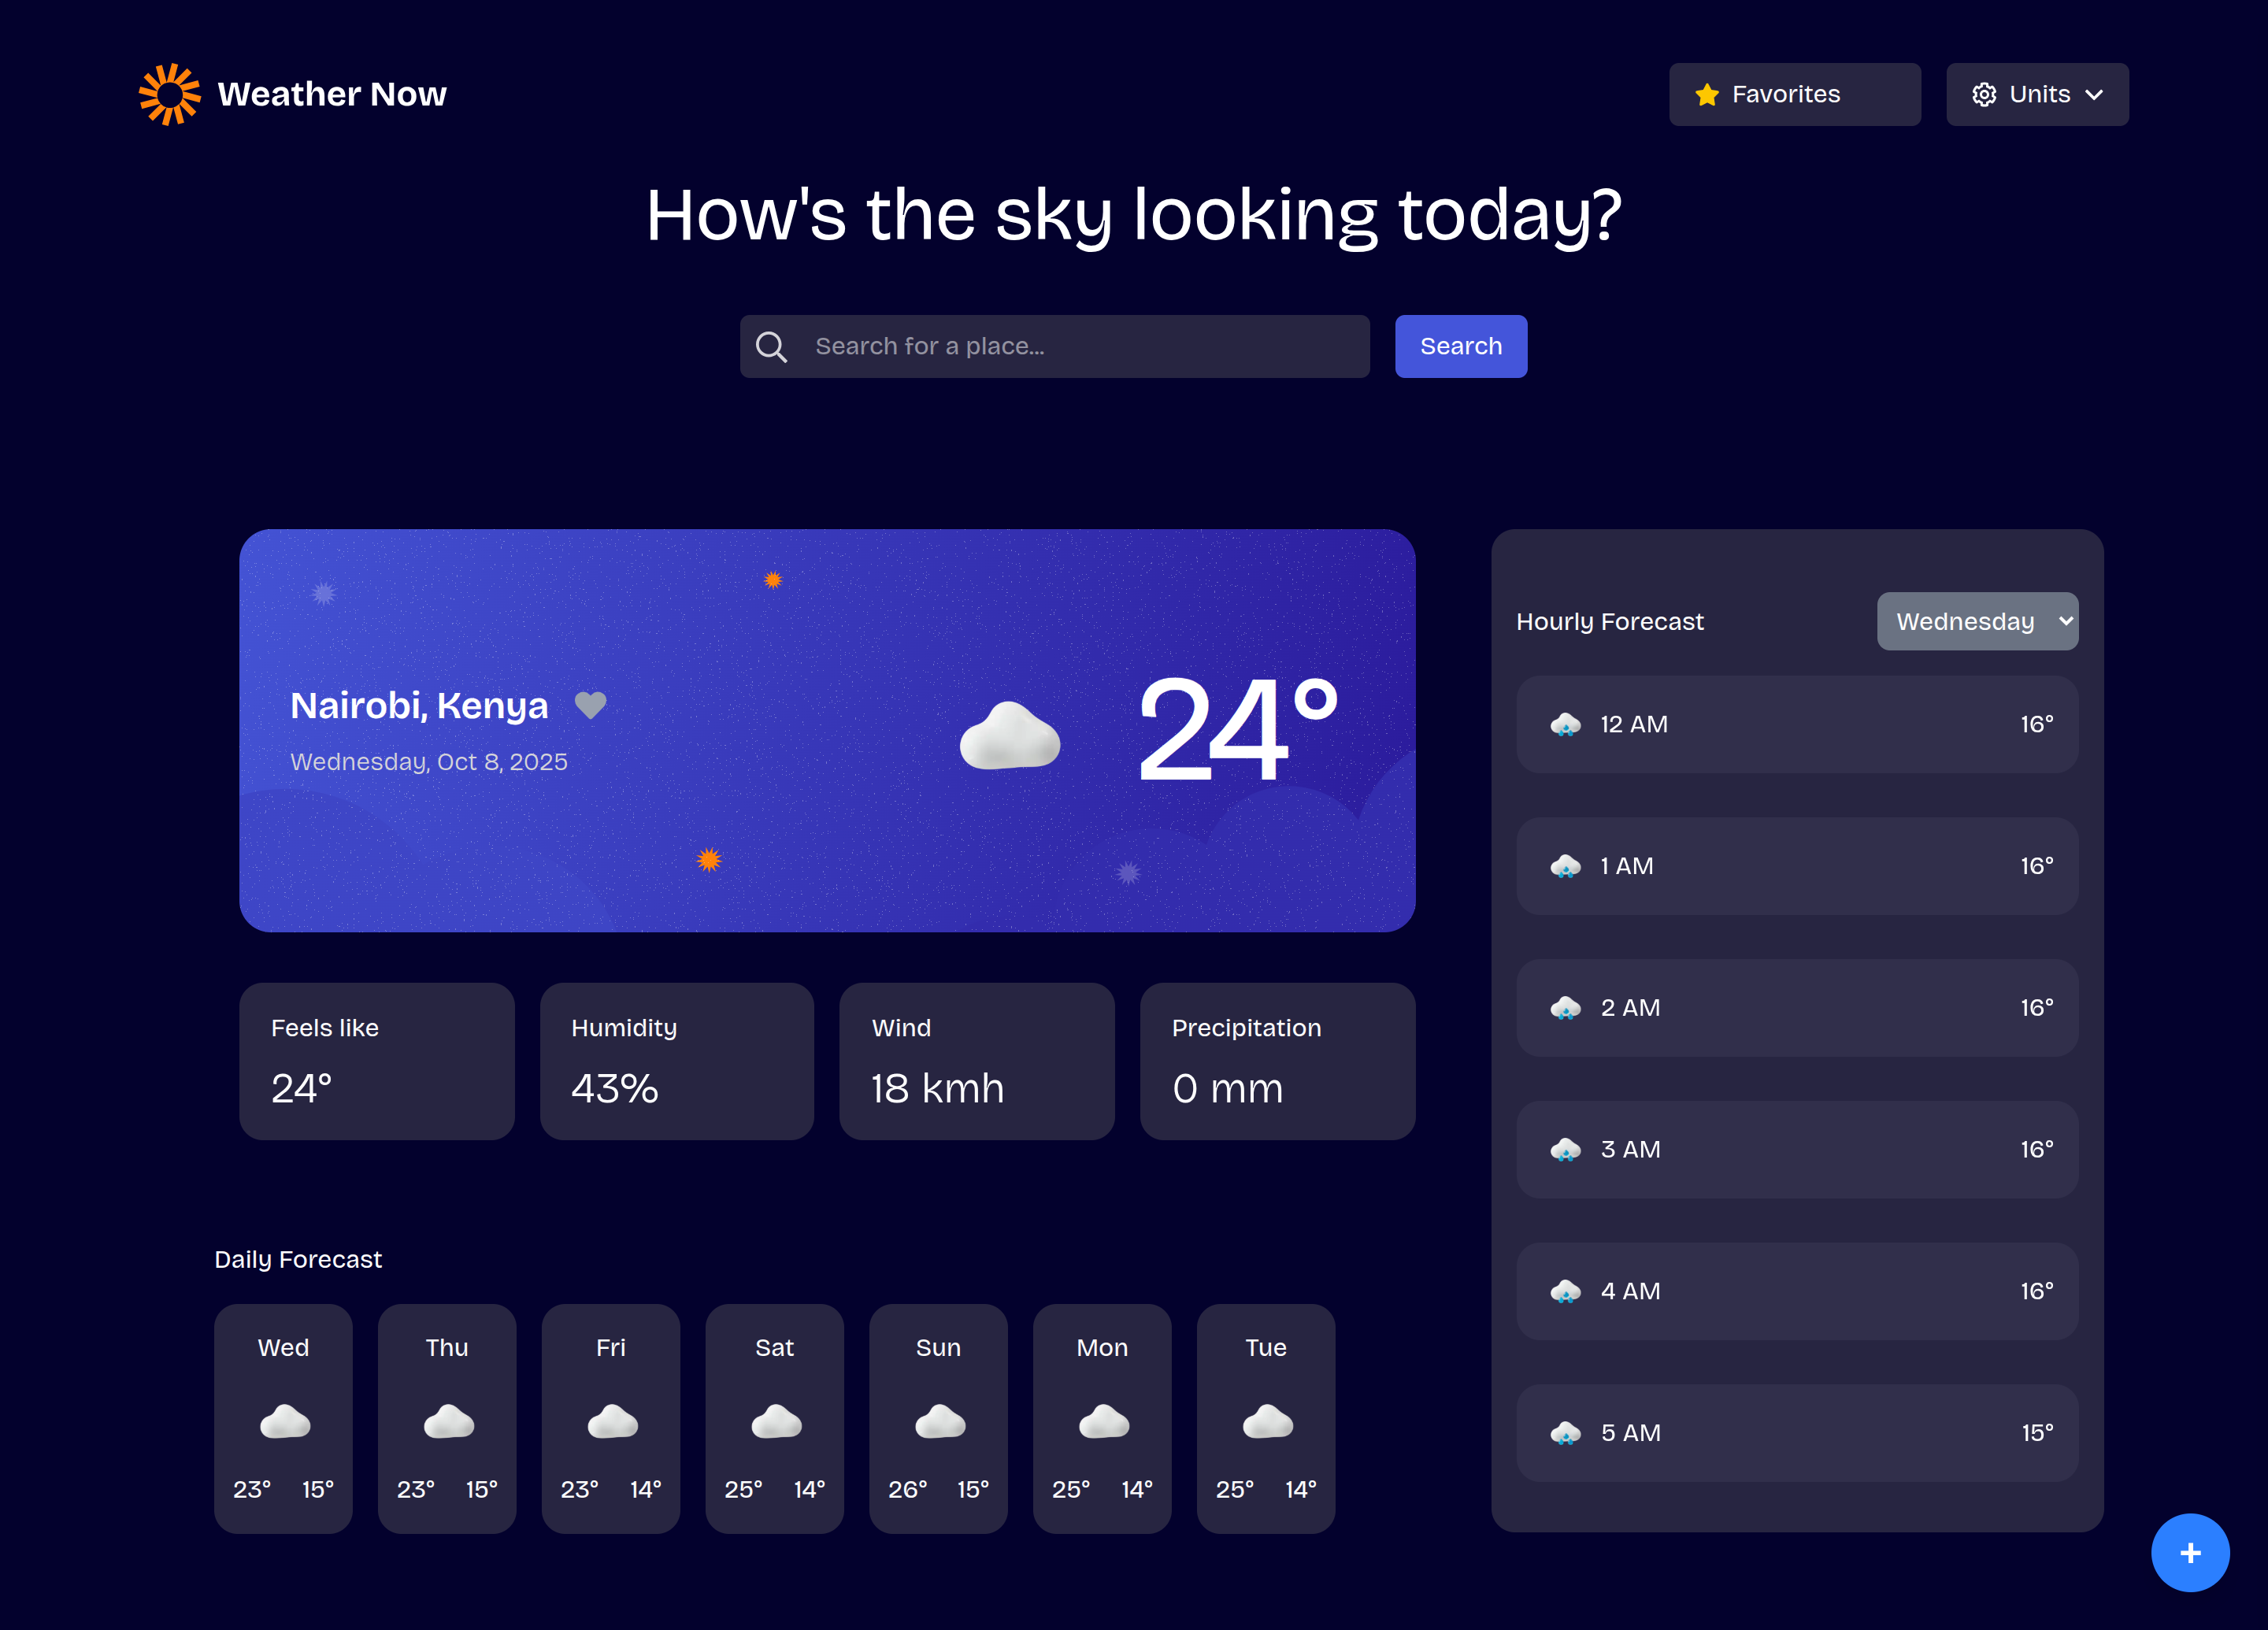 Weather Now
Favorites
Units
How's the sky looking today?
Search for a place...
Search
Nairobi, Kenya
Wednesday, Oct 8, 2025
24°
Feels like
24°
Humidity
43%
Wind
18 kmh
Precipitation
0 mm
Daily Forecast
Wed
23° 15°
Thu
23° 15°
Fri
23° 14°
Sat
25° 14°
Sun
26° 15°
Mon
25° 14°
Tue
25° 14°
Hourly Forecast
Wednesday
12 AM 16°
1 AM 16°
2 AM 16°
3 AM 16°
4 AM 16°
5 AM 15°
+